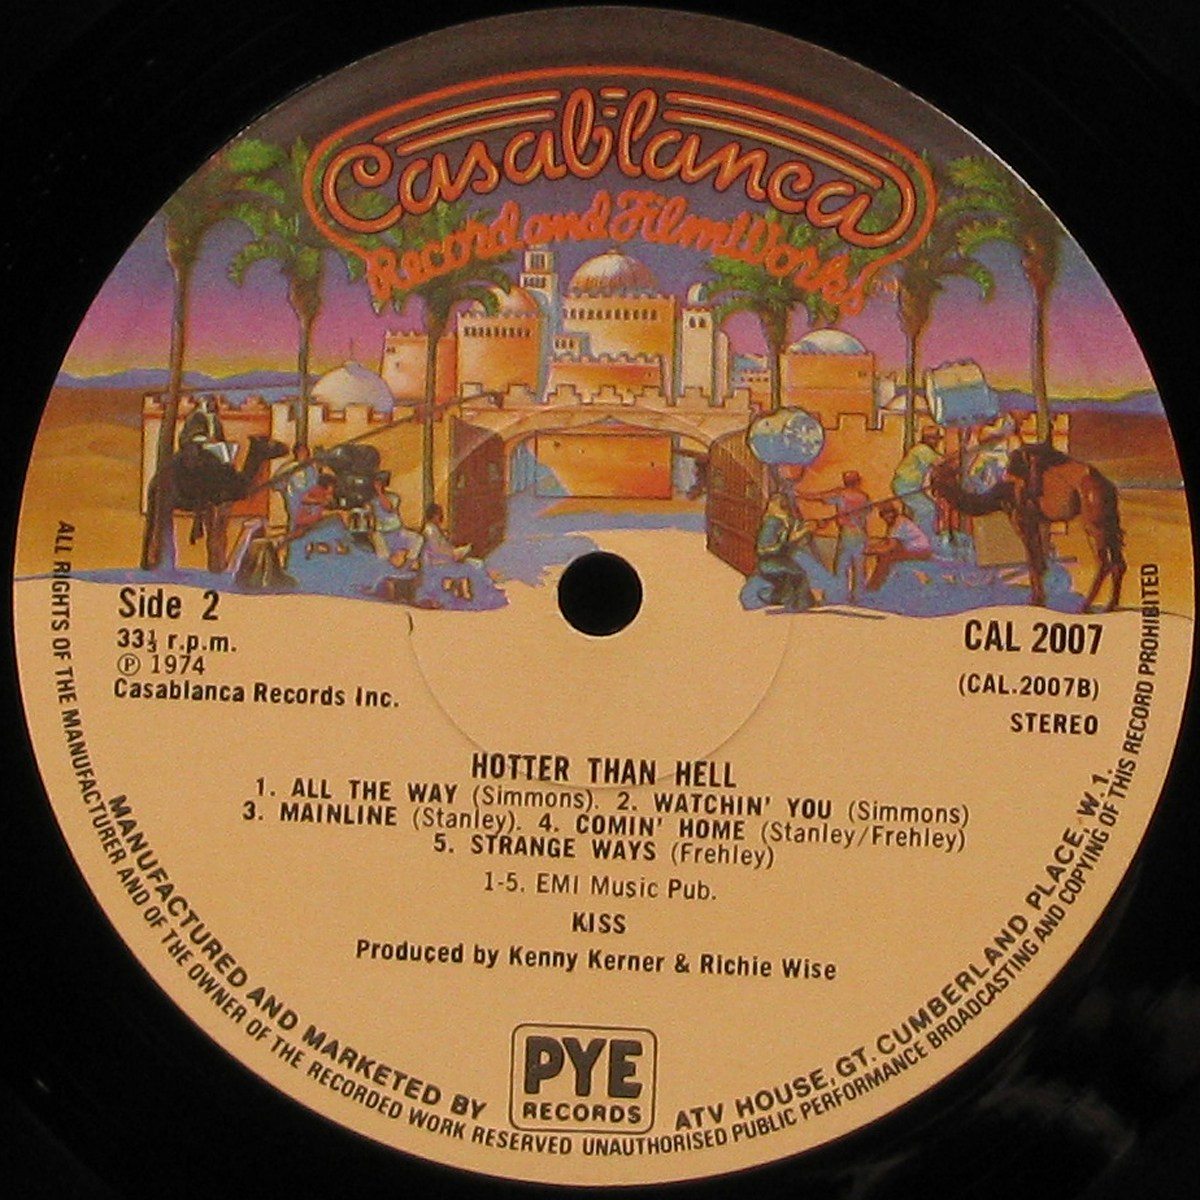 Casablanca
Record and FilmWorks
Side 2
33⅓ r.p.m.
℗ 1974
Casablanca Records Inc.
CAL 2007
(CAL.2007B)
STEREO
HOTTER THAN HELL
1. ALL THE WAY (Simmons). 2. WATCHIN' YOU (Simmons)
3. MAINLINE (Stanley). 4. COMIN' HOME (Stanley/Frehley)
5. STRANGE WAYS (Frehley)
1-5. EMI Music Pub.
KISS
Produced by Kenny Kerner & Richie Wise
MANUFACTURED AND MARKETED BY
PYE
RECORDS
ATV HOUSE, GT. CUMBERLAND PLACE, W.1.
ALL RIGHTS OF THE MANUFACTURER AND OF THE OWNER OF THE RECORDED WORK RESERVED UNAUTHORISED PUBLIC PERFORMANCE BROADCASTING AND COPYING OF THIS RECORD PROHIBITED